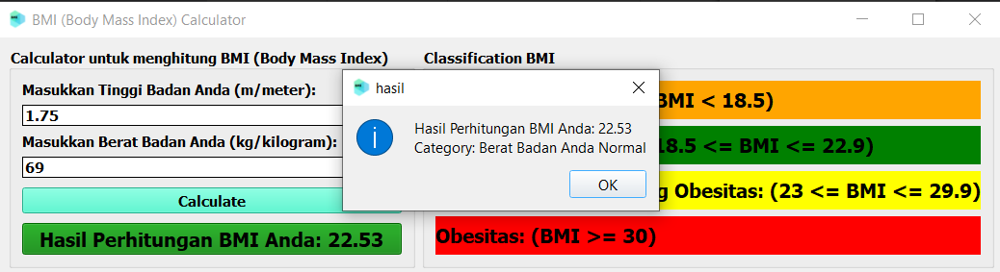 BMI (Body Mass Index) Calculator
Calculator untuk menghitung BMI (Body Mass Index)
Masukkan Tinggi Badan Anda (m/meter):
1.75
Masukkan Berat Badan Anda (kg/kilogram):
69
Calculate
Hasil Perhitungan BMI Anda: 22.53
Classification BMI
BMI < 18.5)
18.5 <= BMI <= 22.9)
g Obesitas: (23 <= BMI <= 29.9)
Obesitas: (BMI >= 30)
hasil
Hasil Perhitungan BMI Anda: 22.53
Category: Berat Badan Anda Normal
OK